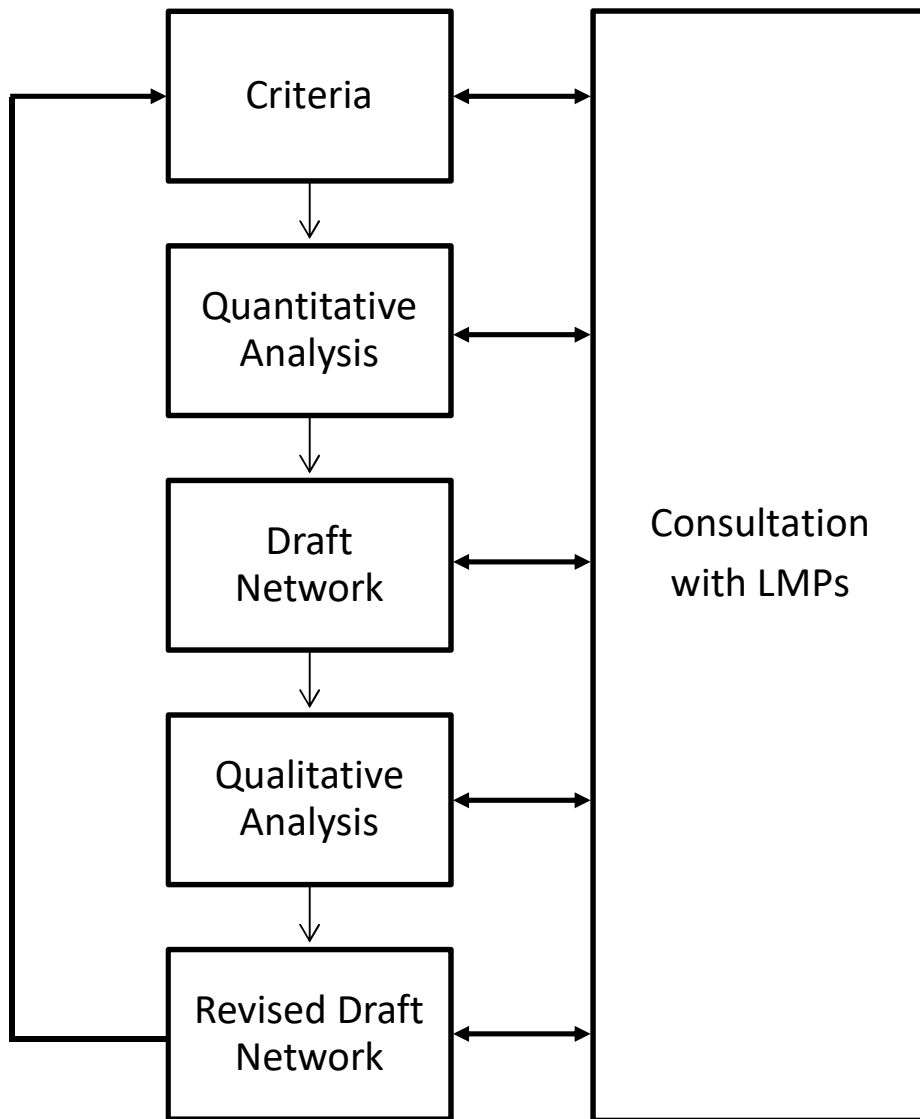 Criteria
Quantitative
Analysis
Draft
Network
Consultation
with LMPs
Qualitative
Analysis
Revised Draft
Network